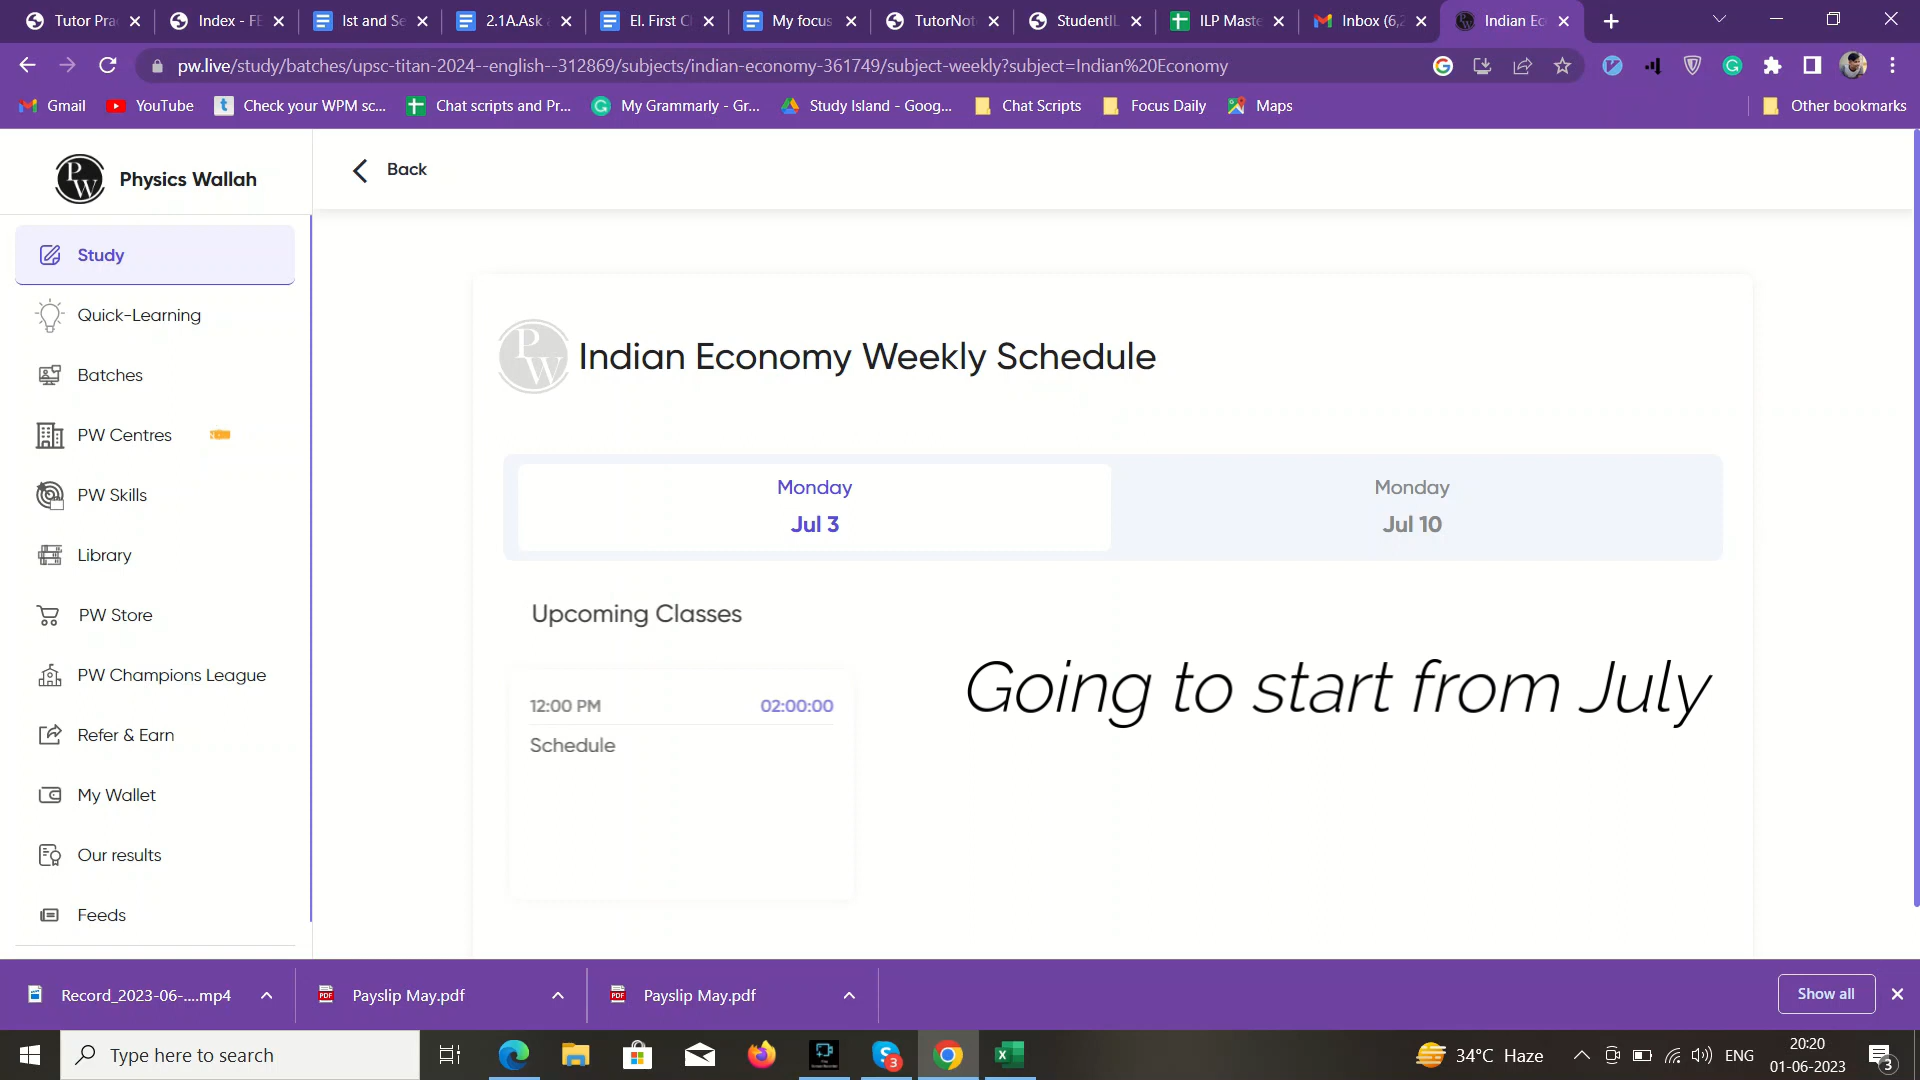 Tutor Pra
Index - FE
Ist and Se
2.1A.Ask a
El. First C
My focus
TutorNot
StudentIL
ILP Maste
Inbox (6,2
Indian Ec
pw.live/study/batches/upsc-titan-2024--english--312869/subjects/indian-economy-361749/subject-weekly?subject=Indian%20Economy
Gmail
YouTube
Check your WPM sc...
Chat scripts and Pr...
My Grammarly - Gr...
Study Island - Goog...
Chat Scripts
Focus Daily
Maps
Other bookmarks
PW
Physics Wallah
Back
Study
Quick-Learning
Batches
PW Centres
PW Skills
Library
PW Store
PW Champions League
Refer & Earn
My Wallet
Our results
Feeds
PW
Indian Economy Weekly Schedule
Monday
Jul 3
Monday
Jul 10
Upcoming Classes
12:00 PM
02:00:00
Schedule
Going to start from July
Record_2023-06-....mp4
Payslip May.pdf
Payslip May.pdf
Show all
Type here to search
3
34°C Haze
ENG
20:20
01-06-2023
3